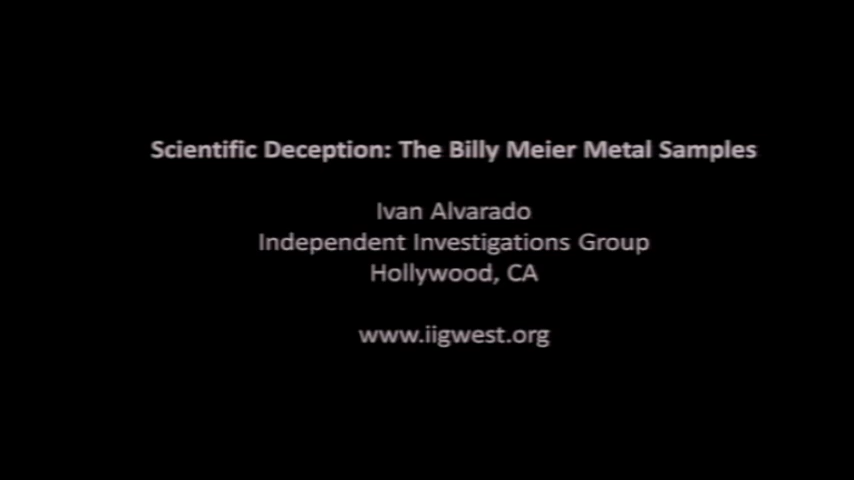 Scientific Deception: The Billy Meier Metal Samples
Ivan Alvarado
Independent Investigations Group
Hollywood, CA
www.iigwest.org